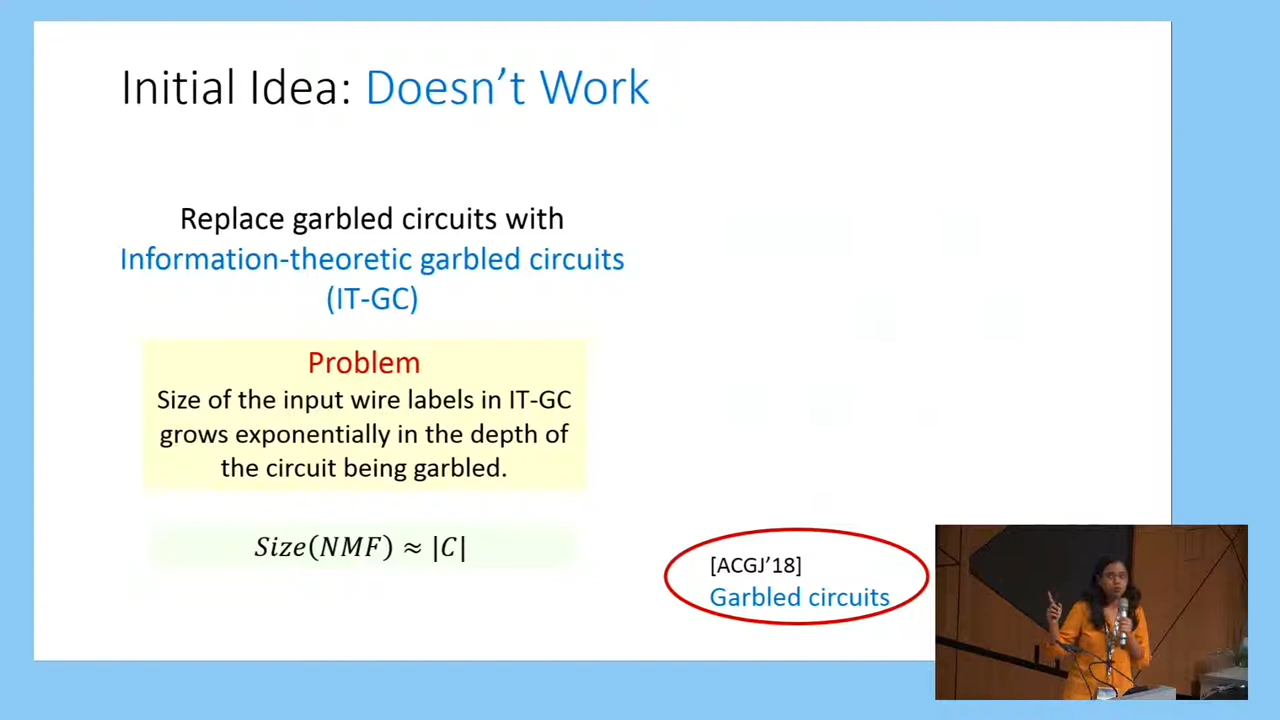 Initial Idea: Doesn't Work
Replace garbled circuits with
Information-theoretic garbled circuits
(IT-GC)
Problem
Size of the input wire labels in IT-GC
grows exponentially in the depth of
the circuit being garbled.
Size(NMF) ≈ |C|
[ACGJ'18]
Garbled circuits